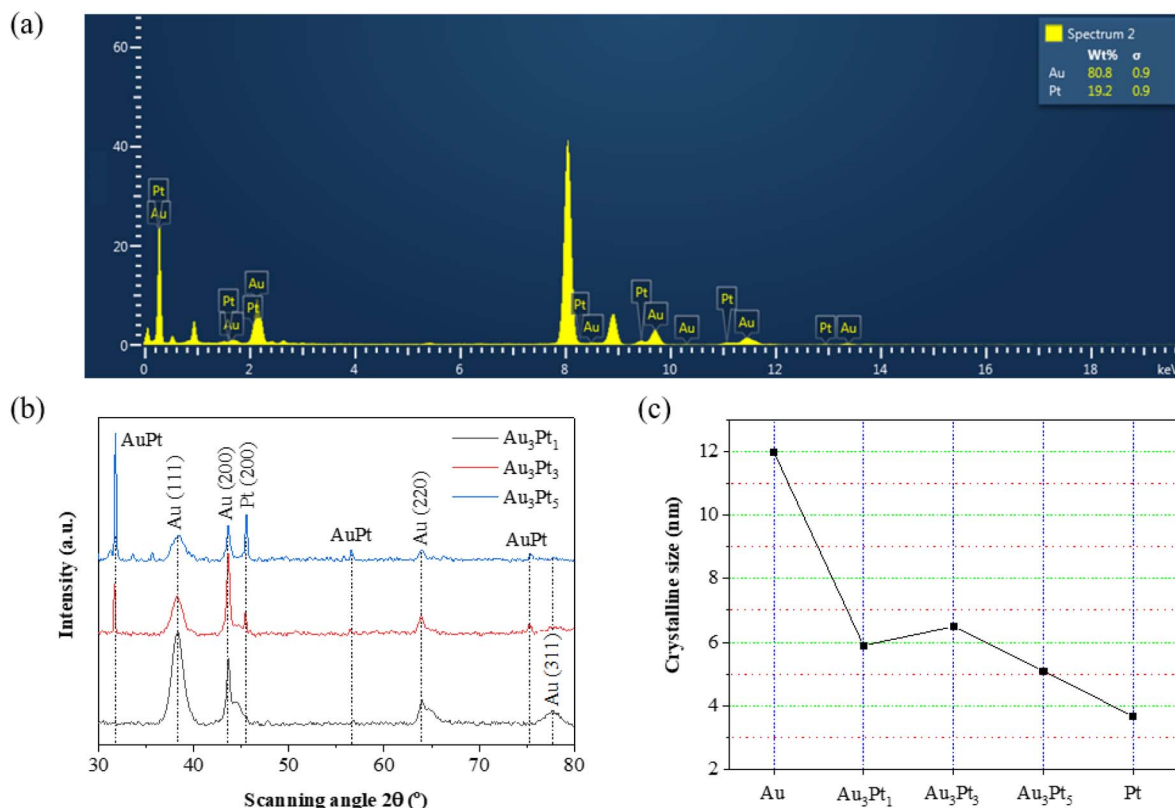 (a)
60
40
20
0
Spectrum 2
Wt% σ
Au 80.8 0.9
Pt 19.2 0.9
Pt
Au
Pt
Au
Au
Pt
Pt
Au
Pt
Au
Au
Pt
Au
Pt
Au
0 2 4 6 8 10 12 14 16 18 keV
(b)
Intensity (a.u.)
AuPt
Au (111)
Au (200)
Pt (200)
AuPt
Au (220)
AuPt
Au (311)
Au₃Pt₁
Au₃Pt₃
Au₃Pt₅
30 40 50 60 70 80
Scanning angle 2θ (°)
(c)
Crystalline size (nm)
12
10
8
6
4
2
Au Au₃Pt₁ Au₃Pt₃ Au₃Pt₅ Pt